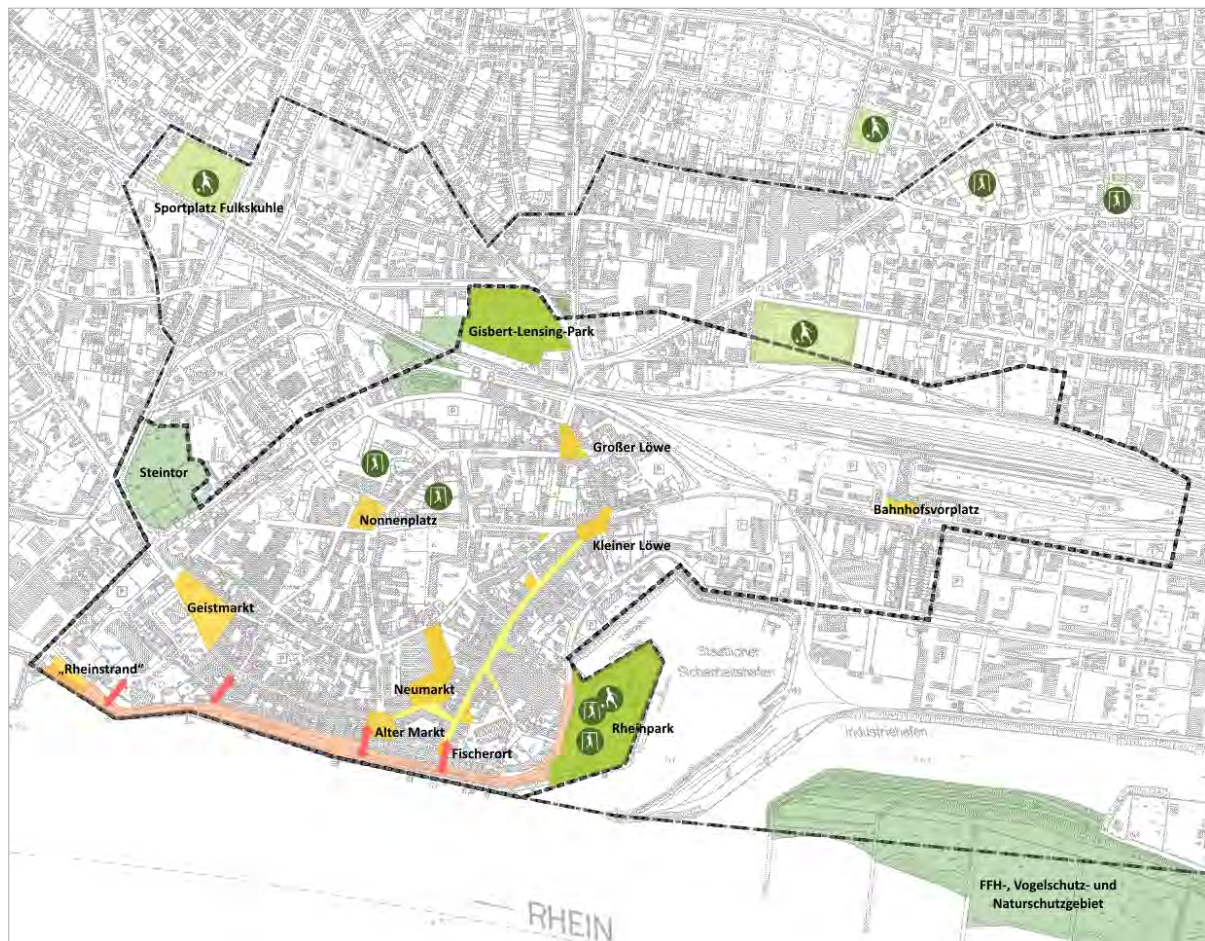 Sportplatz Fulkskuhle
Gisbert-Lensing-Park
Großer Löwe
Steintor
Nonnenplatz
Bahnhofsvorplatz
Kleiner Löwe
Geistmarkt
„Rheinstrand“
Städtischer
Sicherheitshafen
Neumarkt
Rheinpark
Alter Markt
Industriehafen
Fischerort
FFH-, Vogelschutz- und
Naturschutzgebiet
RHEIN